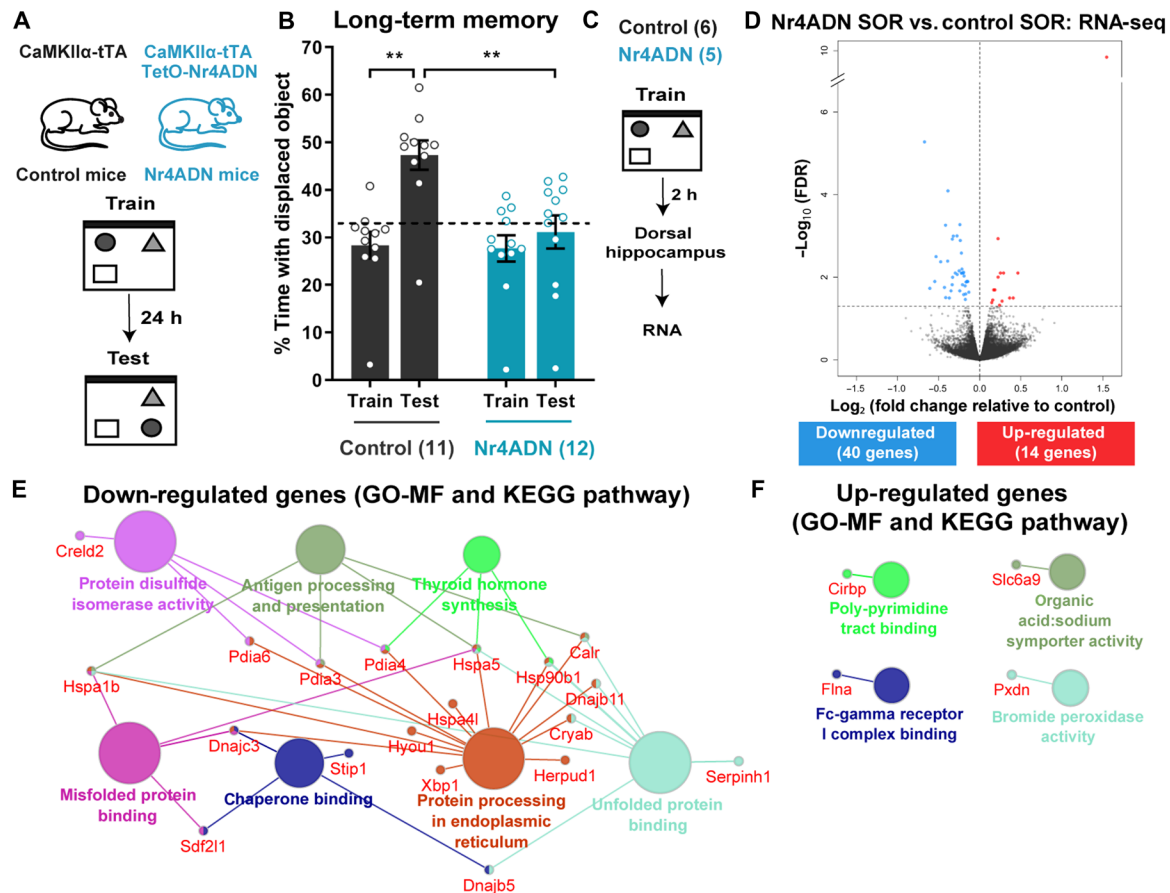 A
CaMKIIα-tTA
CaMKIIα-tTA
TetO-Nr4ADN
Control mice
Nr4ADN mice
Train
24 h
Test
B
Long-term memory
% Time with displaced object
70
60
50
40
30
20
10
0
**
**
Train Test
Train Test
Control (11)
Nr4ADN (12)
C
Control (6)
Nr4ADN (5)
Train
2 h
Dorsal
hippocampus
RNA
D
Nr4ADN SOR vs. control SOR: RNA-seq
-Log10 (FDR)
10
6
4
2
0
−1.5 −1.0 −0.5 0.0 0.5 1.0 1.5
Log2 (fold change relative to control)
Downregulated
(40 genes)
Up-regulated
(14 genes)
E
Down-regulated genes (GO-MF and KEGG pathway)
Creld2
Protein disulfide
isomerase activity
Antigen processing
and presentation
Thyroid hormone
synthesis
Pdia6
Pdia3
Pdia4
Hspa5
Calr
Hsp90b1
Hspa1b
Dnajb11
Hspa4l
Cryab
Dnajc3
Hyou1
Stip1
Xbp1
Herpud1
Serpinh1
Misfolded protein
binding
Chaperone binding
Protein processing
in endoplasmic
reticulum
Unfolded protein
binding
Sdf2l1
Dnajb5
F
Up-regulated genes
(GO-MF and KEGG pathway)
Cirbp
Poly-pyrimidine
tract binding
Slc6a9
Organic
acid:sodium
symporter activity
Flna
Fc-gamma receptor
I complex binding
Pxdn
Bromide peroxidase
activity